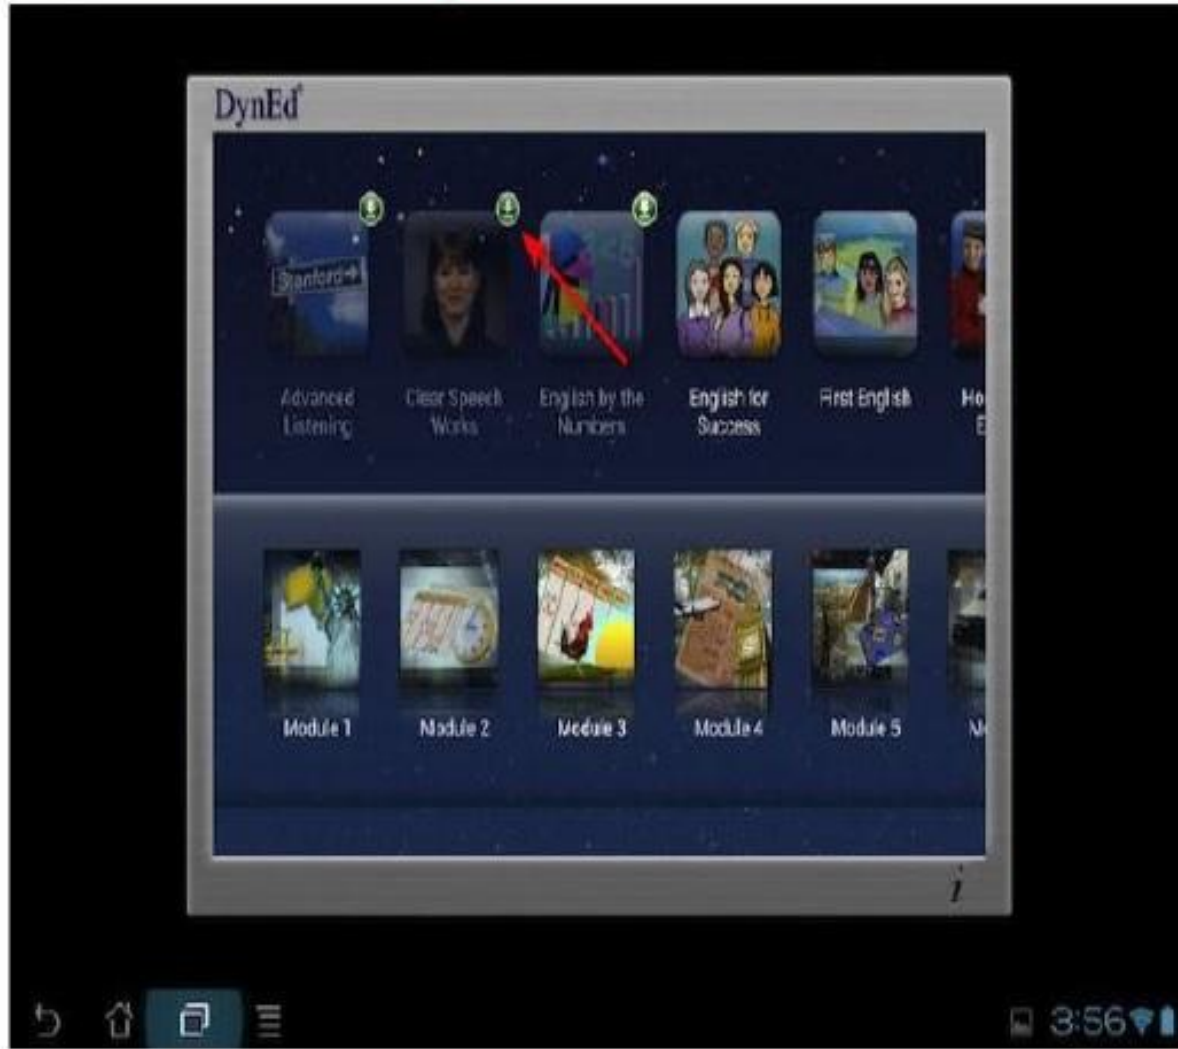 DynEd
Stanford
Advanced
Listening
Clear Speech
Works
English by the
Numbers
English for
Success
First English
Ho
E
Module 1
Module 2
Module 3
Module 4
Module 5
i
3:56